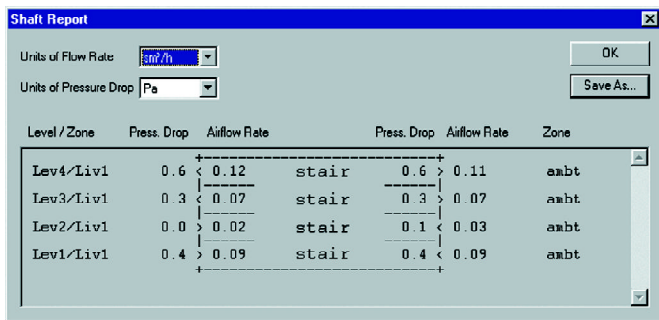 Shaft Report
Units of Flow Rate sm³/h
OK
Units of Pressure Drop Pa
Save As...
Level / Zone Press. Drop Airflow Rate Press. Drop Airflow Rate Zone
Lev4/Liv1 0.6 < 0.12 stair 0.6 > 0.11 ambt
Lev3/Liv1 0.3 < 0.07 stair 0.3 > 0.07 ambt
Lev2/Liv1 0.0 > 0.02 stair 0.1 < 0.03 ambt
Lev1/Liv1 0.4 > 0.09 stair 0.4 < 0.09 ambt